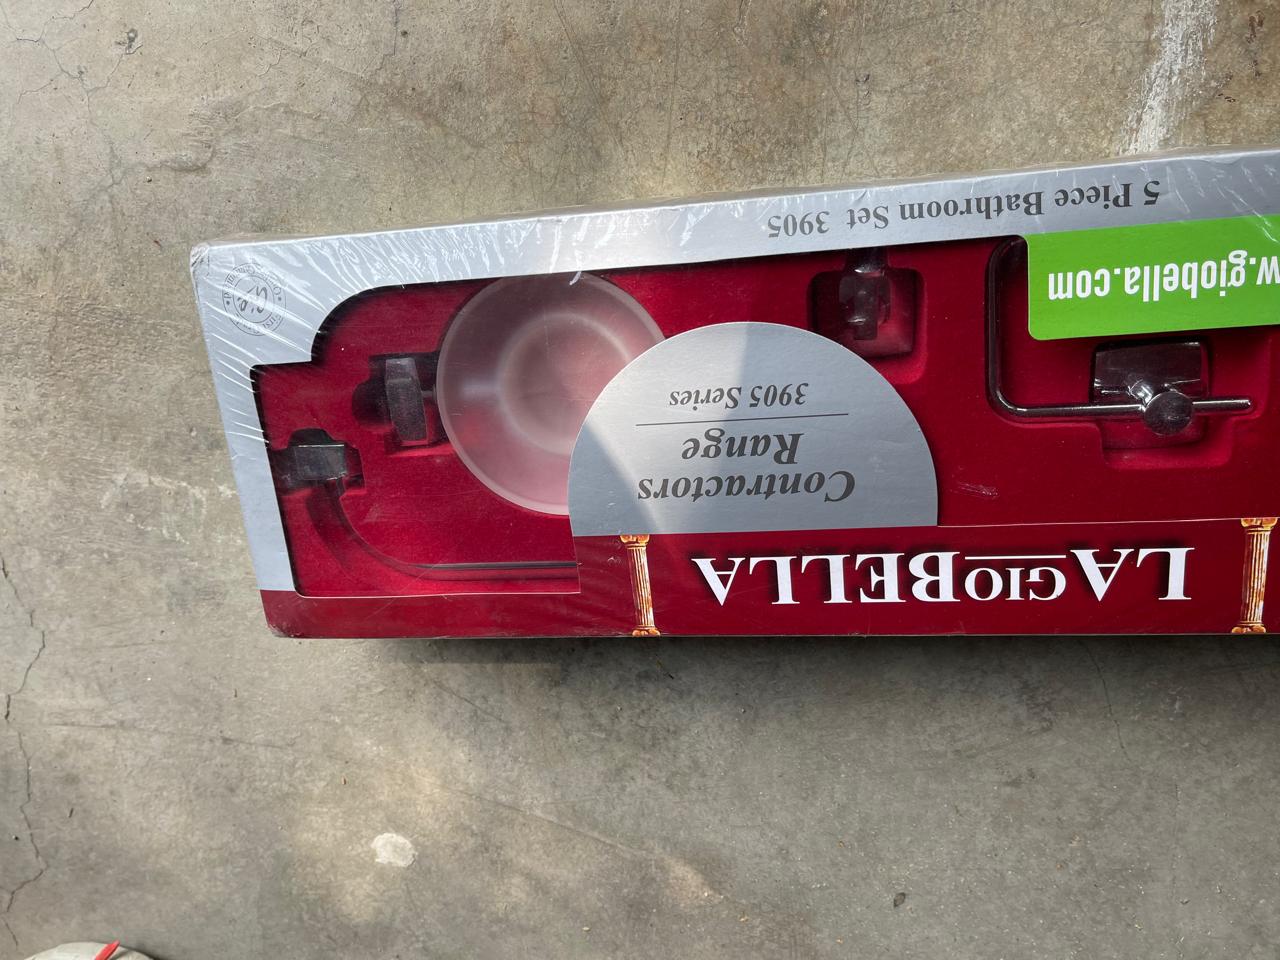 LAGIOBELLA
Contractors
Range
3905 Series
w.giobella.com
5 Piece Bathroom Set 3905